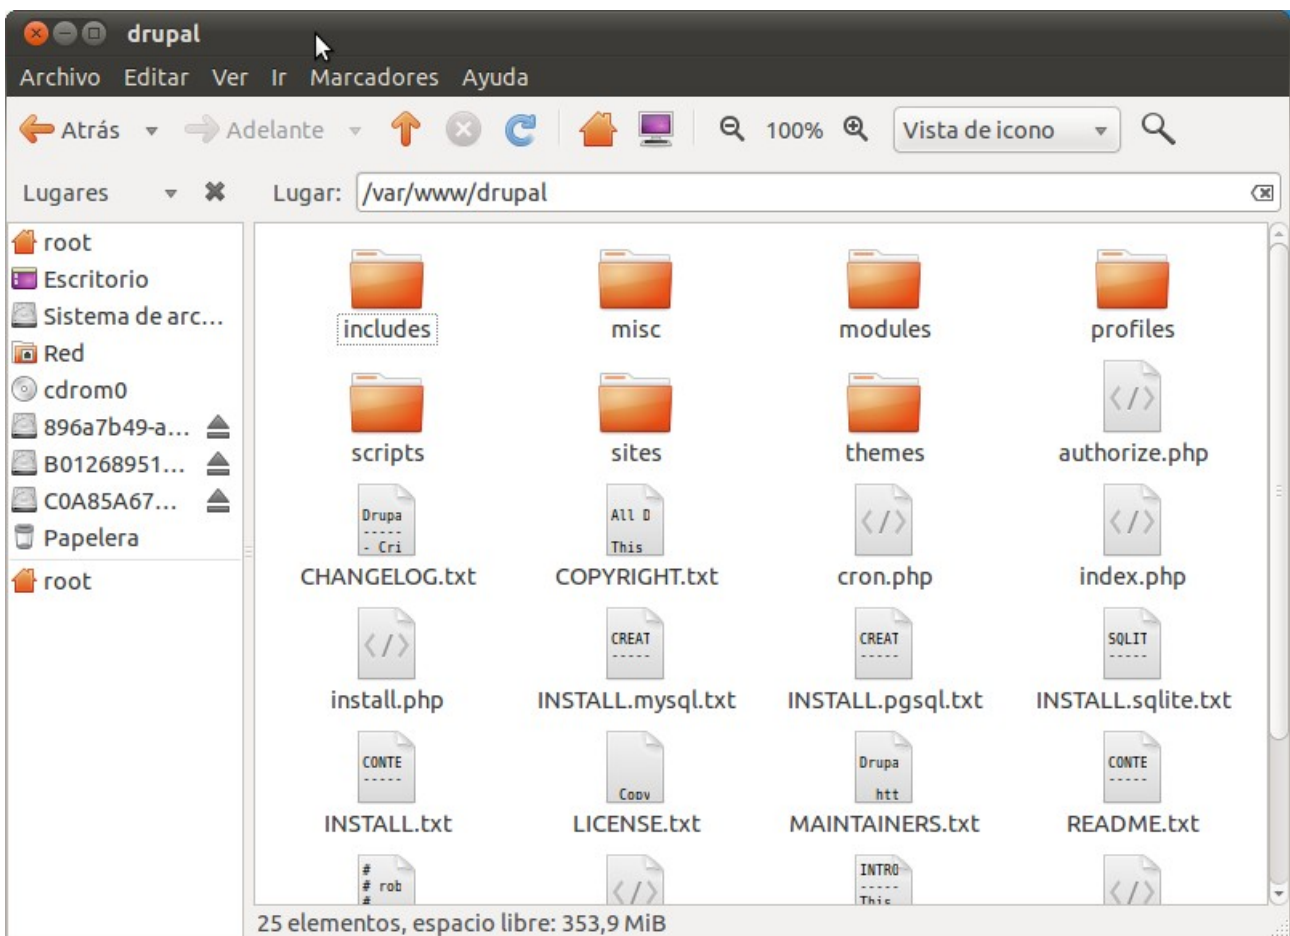 drupal
Archivo Editar Ver Ir Marcadores Ayuda
Atrás Adelante 100% Vista de icono
Lugares Lugar: /var/www/drupal
root
Escritorio
Sistema de arc...
Red
cdrom0
896a7b49-a...
B01268951...
C0A85A67...
Papelera
root
includes misc modules profiles
scripts sites themes authorize.php
Drupa
-----
- Cri
All D
This
CHANGELOG.txt COPYRIGHT.txt cron.php index.php
CREAT
-----
CREAT
-----
SQLIT
-----
install.php INSTALL.mysql.txt INSTALL.pgsql.txt INSTALL.sqlite.txt
CONTE
-----
Copy
Drupa
htt
CONTE
-----
INSTALL.txt LICENSE.txt MAINTAINERS.txt README.txt
#
# rob
#
INTRO
-----
This
25 elementos, espacio libre: 353,9 MiB